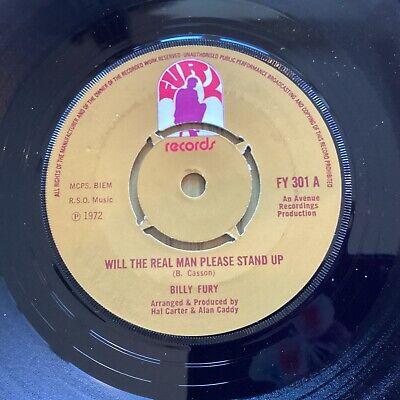 ALL RIGHTS OF THE MANUFACTURER AND OF THE OWNER OF THE RECORDED WORK RESERVED. UNAUTHORISED PUBLIC PERFORMANCE BROADCASTING AND COPYING OF THIS RECORD PROHIBITED
FURY
records
MCPS. BIEM
R.S.O. Music
℗ 1972
FY 301 A
An Avenue
Recordings
Production
WILL THE REAL MAN PLEASE STAND UP
(B. Casson)
BILLY FURY
Arranged & Produced by
Hal Carter & Alan Caddy